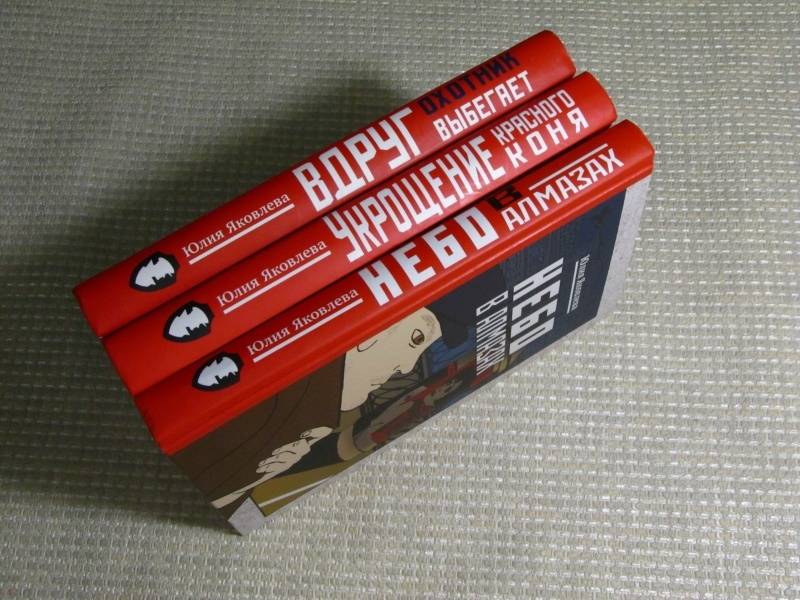 Юлия Яковлева
ВДРУГ
ОХОТНИК
ВЫБЕГАЕТ
Юлия Яковлева
УКРОЩЕНИЕ
КРАСНОГО
КОНЯ
Юлия Яковлева
НЕБО
В
АЛМАЗАХ
Юлия Яковлева
НЕБО
В АЛМАЗАХ